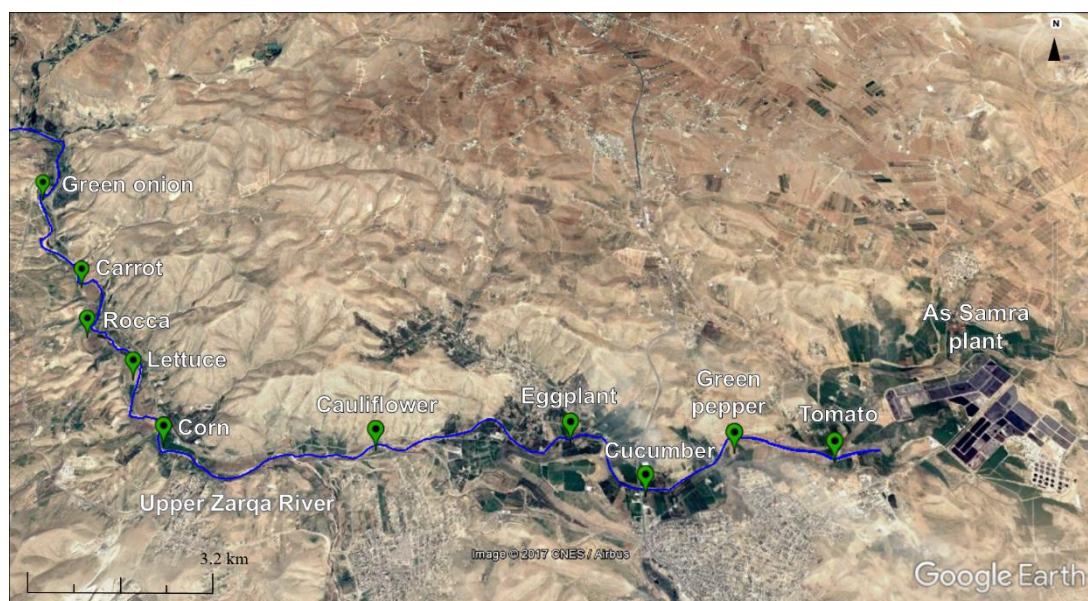 N
Green onion
Carrot
Rocca
Lettuce
Corn
Cauliflower
Eggplant
Cucumber
Green
pepper
Tomato
As Samra
plant
Upper Zarqa River
3.2 km
Image © 2017 CNES / Airbus
Google Earth